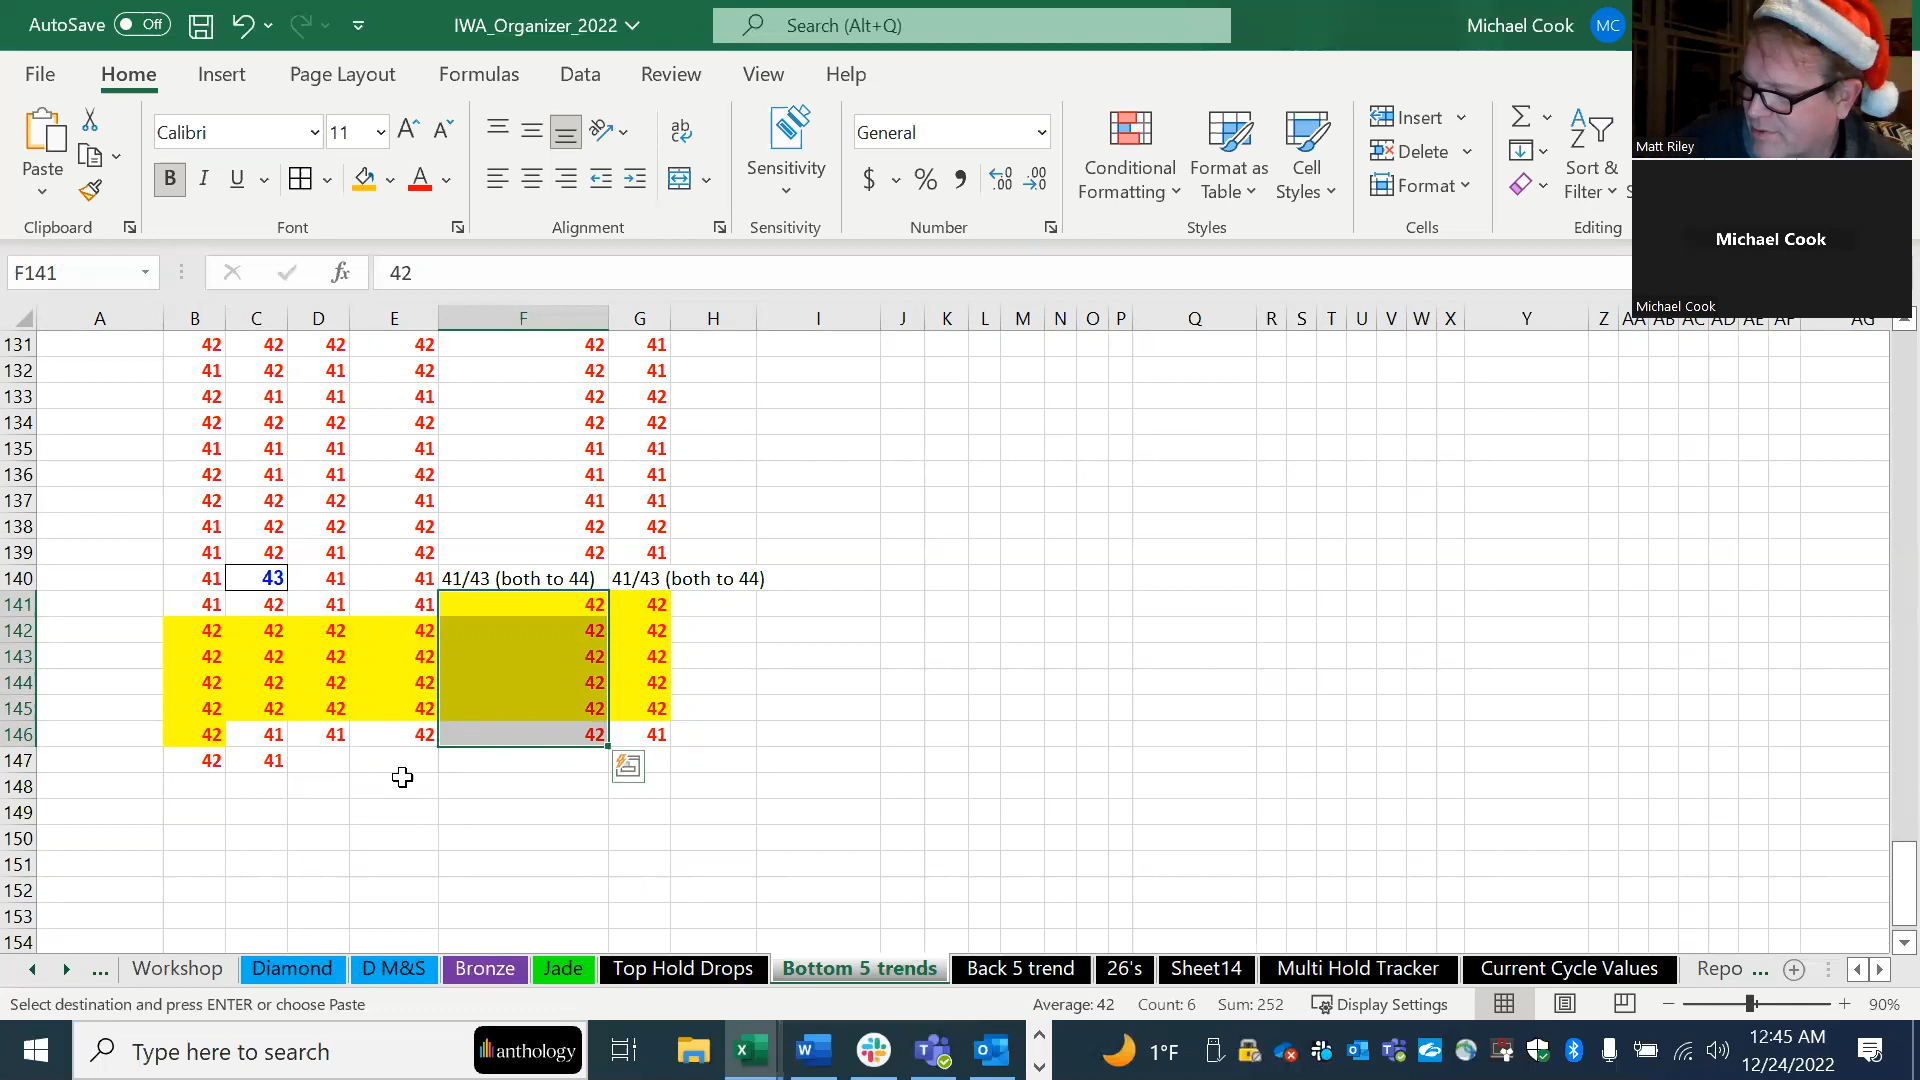 AutoSave Off IWA_Organizer_2022 Search (Alt+Q) Michael Cook MC
File Home Insert Page Layout Formulas Data Review View Help
Paste Calibri 11 B I U Sensitivity General $ % , Conditional Formatting Format as Table Cell Styles Insert Delete Format Sort & Filter
Clipboard Font Alignment Sensitivity Number Styles Cells Editing
Matt Riley
Michael Cook
Michael Cook
F141 fx 42
A B C D E F G H I J K L M N O P Q R S T U V W X Y Z AA AB AC AD AE AF AG
131 42 42 42 42 42 41
132 41 42 41 42 42 41
133 42 41 41 41 42 42
134 42 42 42 42 42 42
135 41 41 41 41 41 41
136 42 41 41 42 41 41
137 42 42 42 41 41 41
138 41 42 42 42 42 42
139 41 42 41 42 42 41
140 41 43 41 41 41/43 (both to 44) 41/43 (both to 44)
141 41 42 41 41 42 42
142 42 42 42 42 42 42
143 42 42 42 42 42 42
144 42 42 42 42 42 42
145 42 42 42 42 42 42
146 42 41 41 42 42 41
147 42 41
148
149
150
151
152
153
154
... Workshop Diamond D M&S Bronze Jade Top Hold Drops Bottom 5 trends Back 5 trend 26's Sheet14 Multi Hold Tracker Current Cycle Values Repo ...
Select destination and press ENTER or choose Paste Average: 42 Count: 6 Sum: 252 Display Settings 90%
Type here to search anthology 1°F 12:45 AM
12/24/2022